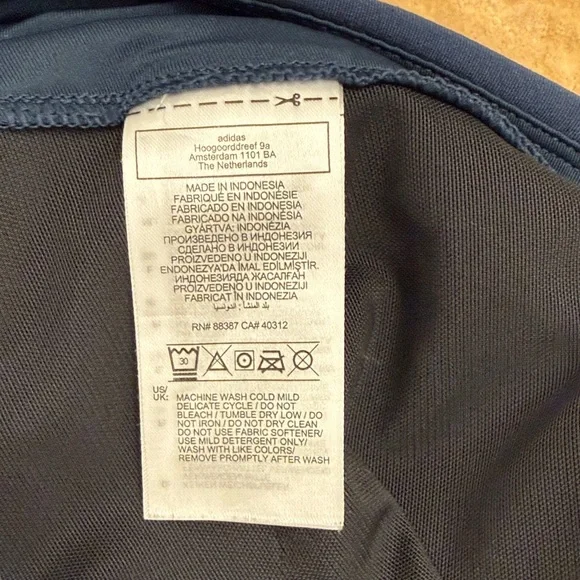 adidas
Hoogoorddreef 9a
Amsterdam 1101 BA
The Netherlands
MADE IN INDONESIA
FABRIQUÉ EN INDONÉSIE
FABRICADO EN INDONESIA
FABRICADO NA INDONÉSIA
GYÁRTVA: INDONÉZIA
ПРОИЗВЕДЕНО В ИНДОНЕЗИЯ
СДЕЛАНО В ИНДОНЕЗИИ
PROIZVEDENO U INDONEZIJI
ENDONEZYA'DA İMAL EDİLMİŞTİR.
ИНДОНЕЗИЯДА ЖАСАЛҒАН
PROIZVEDENO U INDONEZIJI
FABRICAT ÎN INDONEZIA
بلد المنشأ: اندونيسيا
RN# 88387 CA# 40312
30
US/
UK: MACHINE WASH COLD MILD
DELICATE CYCLE / DO NOT
BLEACH / TUMBLE DRY LOW / DO
NOT IRON / DO NOT DRY CLEAN
DO NOT USE FABRIC SOFTENER/
USE MILD DETERGENT ONLY/
WASH WITH LIKE COLORS/
REMOVE PROMPTLY AFTER WASH